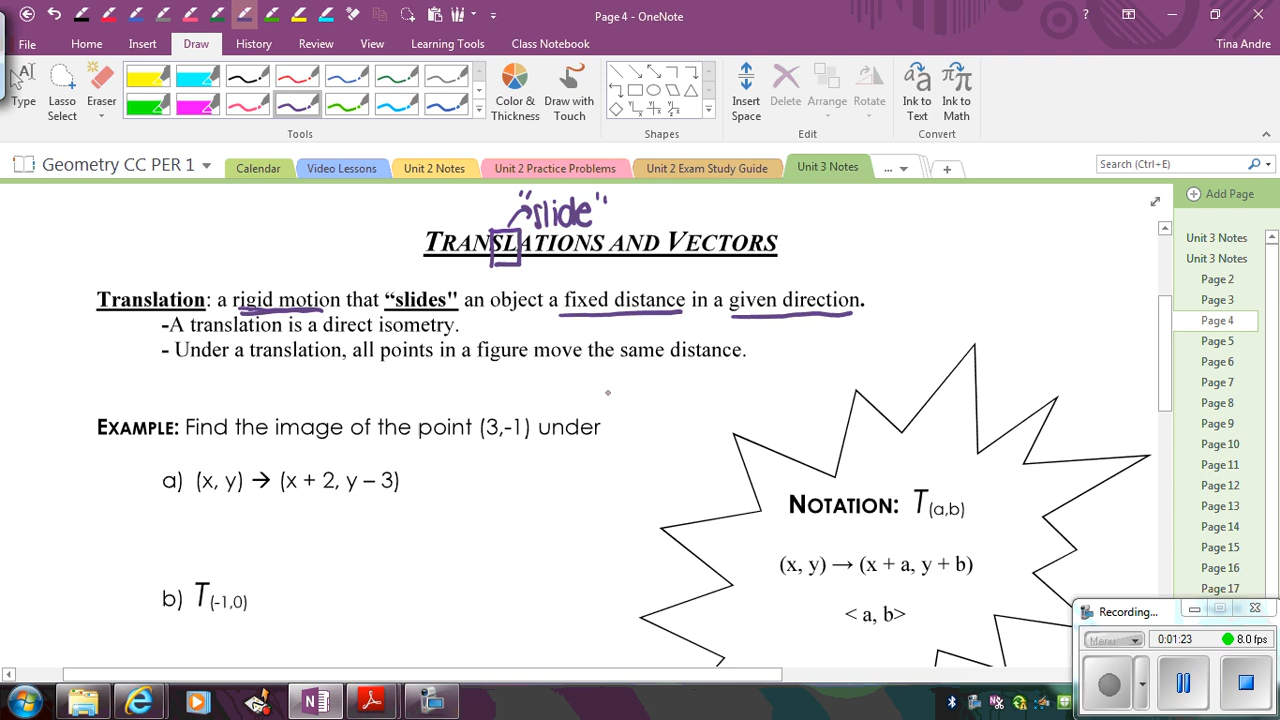 Page 4 - OneNote
?
File
Home
Insert
Draw
History
Review
View
Learning Tools
Class Notebook
Tina Andre
Type
Lasso
Select
Eraser
Color &
Thickness
Draw with
Touch
Insert
Space
Delete
Arrange
Rotate
Ink to
Text
Ink to
Math
Tools
Shapes
Edit
Convert
Geometry CC PER 1
Calendar
Video Lessons
Unit 2 Notes
Unit 2 Practice Problems
Unit 2 Exam Study Guide
Unit 3 Notes
...
Search (Ctrl+E)
Add Page
"slide"
TRANSLATIONS AND VECTORS
Translation: a rigid motion that “slides" an object a fixed distance in a given direction.
-A translation is a direct isometry.
- Under a translation, all points in a figure move the same distance.
EXAMPLE: Find the image of the point (3,-1) under
a) (x, y) → (x + 2, y – 3)
b) T(-1,0)
NOTATION: T(a,b)
(x, y) → (x + a, y + b)
< a, b>
Unit 3 Notes
Unit 3 Notes
Page 2
Page 3
Page 4
Page 5
Page 6
Page 7
Page 8
Page 9
Page 10
Page 11
Page 12
Page 13
Page 14
Page 15
Page 16
Page 17
Recording...
Menu
0:01:23
8.0 fps